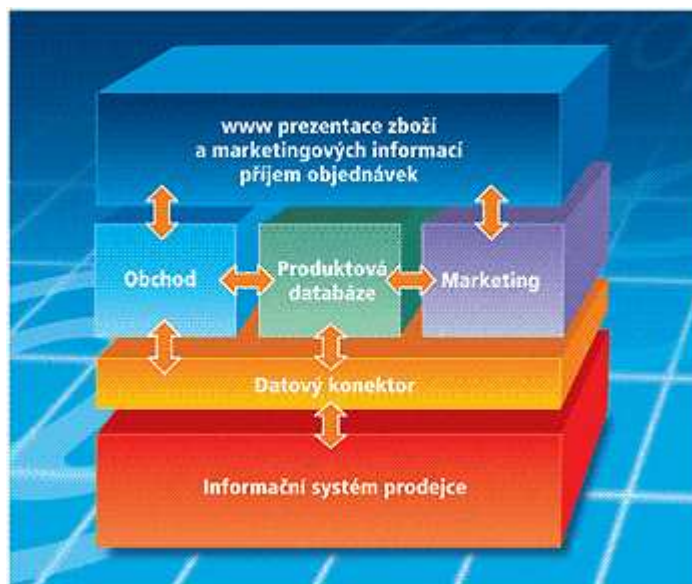 www prezentace zboží
a marketingových informací
příjem objednávek
Obchod
Produktová
databáze
Marketing
Datový konektor
Informační systém prodejce